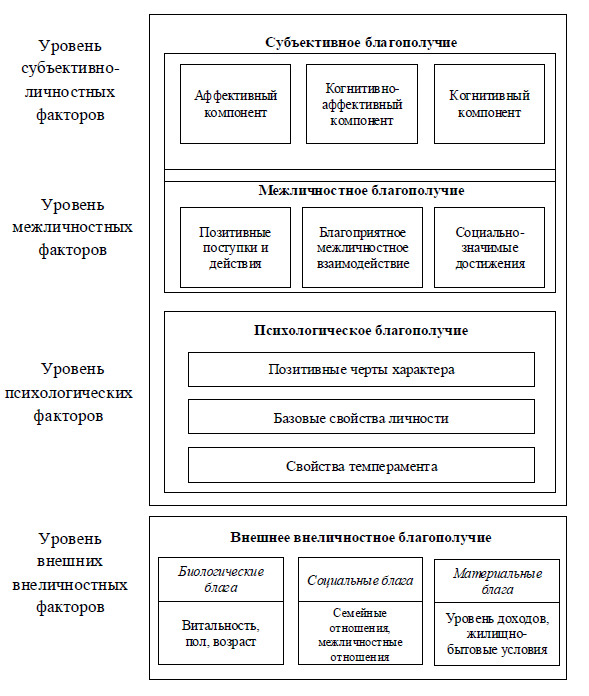 Уровень
субъективно-
личностных
факторов
Субъективное благополучие
Аффективный
компонент
Когнитивно-
аффективный
компонент
Когнитивный
компонент
Уровень
межличностных
факторов
Межличностное благополучие
Позитивные
поступки и
действия
Благоприятное
межличностное
взаимодействие
Социально-
значимые
достижения
Уровень
психологических
факторов
Психологическое благополучие
Позитивные черты характера
Базовые свойства личности
Свойства темперамента
Уровень
внешних
внеличностных
факторов
Внешнее внеличностное благополучие
Биологические
блага
Витальность,
пол, возраст
Социальные блага
Семейные
отношения,
межличностные
отношения
Материальные
блага
Уровень доходов,
жилищно-
бытовые условия